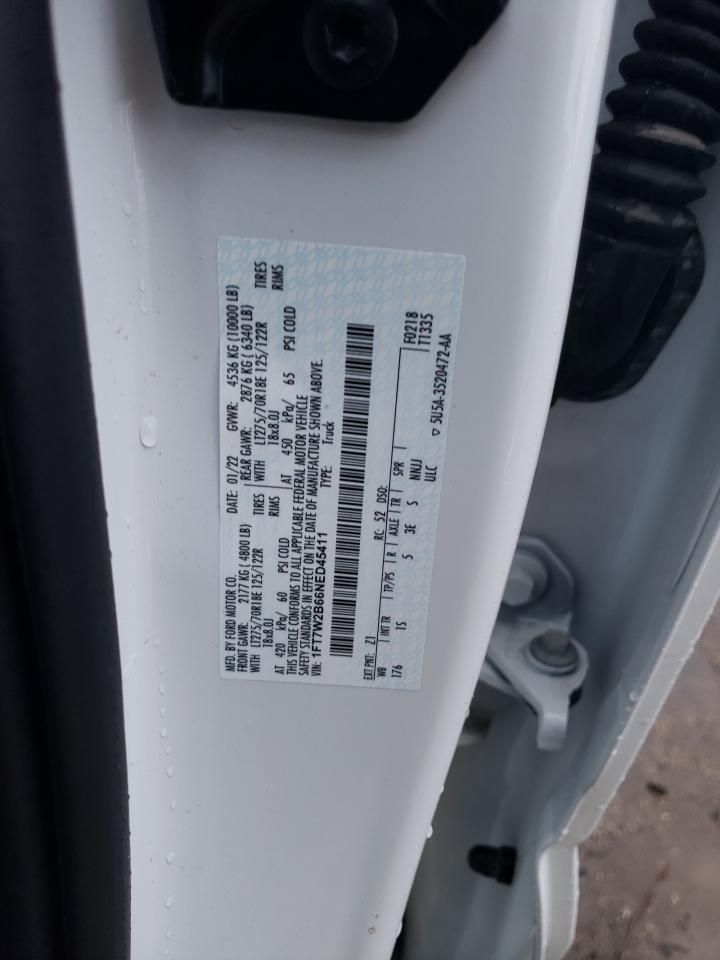 MFD. BY FORD MOTOR CO.
DATE: 01/22 GVWR: 4536 KG (10000 LB)
FRONT GAWR: 2177 KG ( 4800 LB)
REAR GAWR: 2876 KG ( 6340 LB)
WITH LT275/70R18E 125/122R TIRES
WITH LT275/70R18E 125/122R TIRES
18x8.0J RIMS
18x8.0J RIMS
AT 420 kPa/ 60 PSI COLD
AT 450 kPa/ 65 PSI COLD
THIS VEHICLE CONFORMS TO ALL APPLICABLE FEDERAL MOTOR VEHICLE
SAFETY STANDARDS IN EFFECT ON THE DATE OF MANUFACTURE SHOWN ABOVE.
VIN: 1FT7W2B66NED45411 TYPE: Truck
EXT PNT: Z1 RC: 52 DSO: F0218
WB | INT TR | TP/PS | R | AXLE | TR | SPR T1335
176 1S 5 3E S NNJJ
ULC ▽ 5U5A-3520472-AA